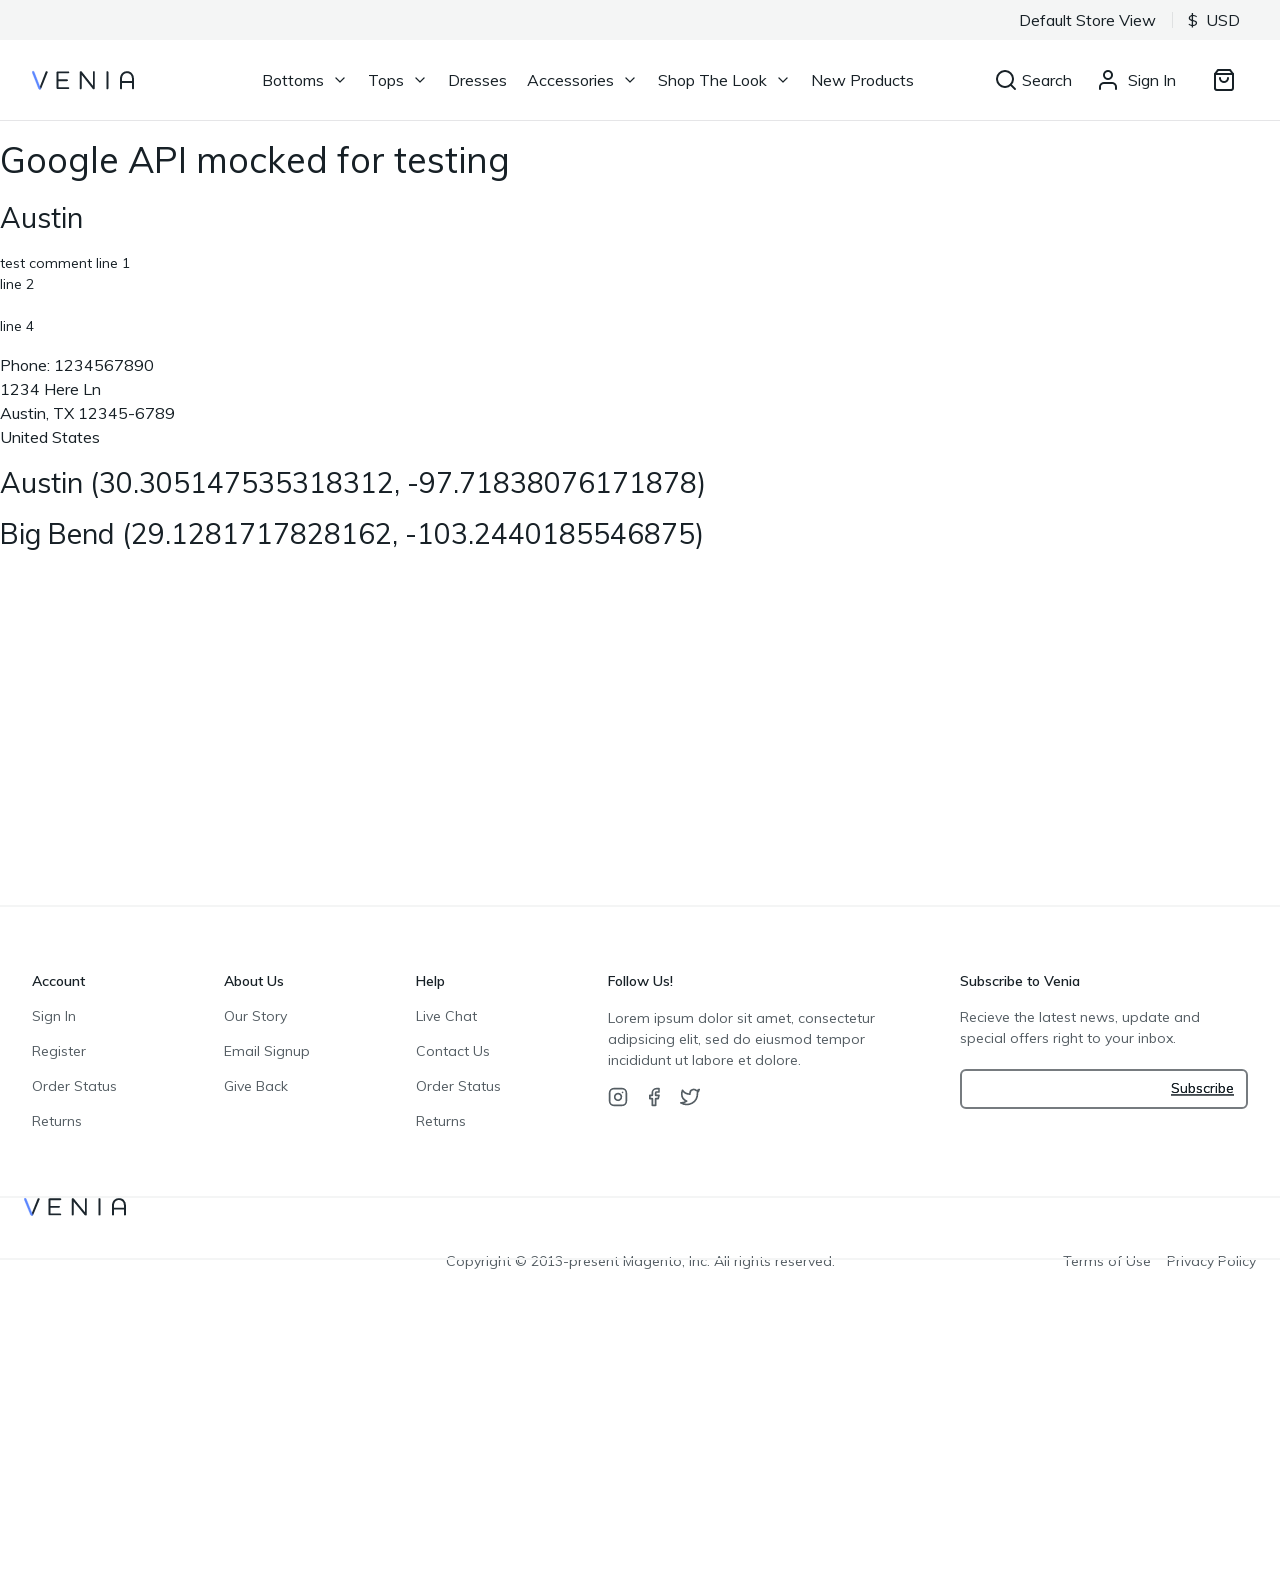 Default Store View
$ USD
VENIA
Bottoms
Tops
Dresses
Accessories
Shop The Look
New Products
Search
Sign In
Google API mocked for testing
Austin
test comment line 1
line 2
line 4
Phone: 1234567890
1234 Here Ln
Austin, TX 12345-6789
United States
Austin (30.305147535318312, -97.71838076171878)
Big Bend (29.1281717828162, -103.2440185546875)
Account
Sign In
Register
Order Status
Returns
About Us
Our Story
Email Signup
Give Back
Help
Live Chat
Contact Us
Order Status
Returns
Follow Us!
Lorem ipsum dolor sit amet, consectetur
adipsicing elit, sed do eiusmod tempor
incididunt ut labore et dolore.
Subscribe to Venia
Recieve the latest news, update and
special offers right to your inbox.
Subscribe
VENIA
Copyright © 2013-present Magento, Inc. All rights reserved.
Terms of Use
Privacy Policy